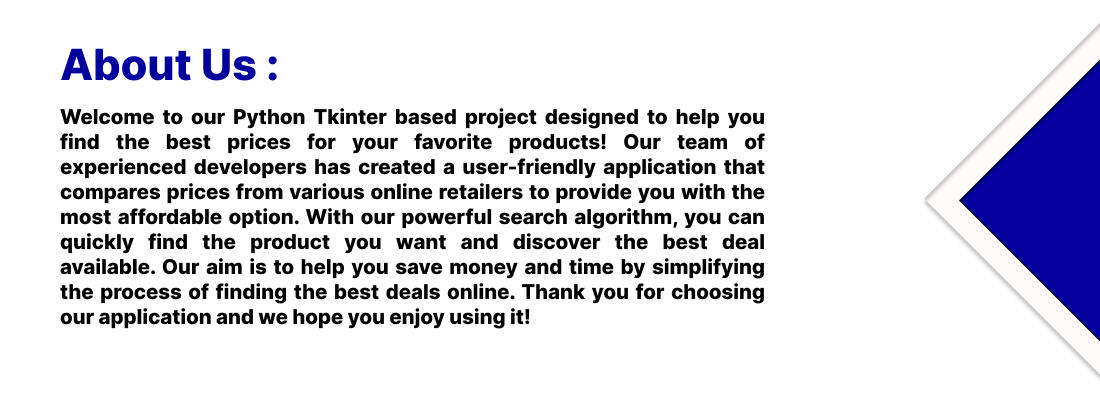 About Us :
Welcome to our Python Tkinter based project designed to help you
find the best prices for your favorite products! Our team of
experienced developers has created a user-friendly application that
compares prices from various online retailers to provide you with the
most affordable option. With our powerful search algorithm, you can
quickly find the product you want and discover the best deal
available. Our aim is to help you save money and time by simplifying
the process of finding the best deals online. Thank you for choosing
our application and we hope you enjoy using it!